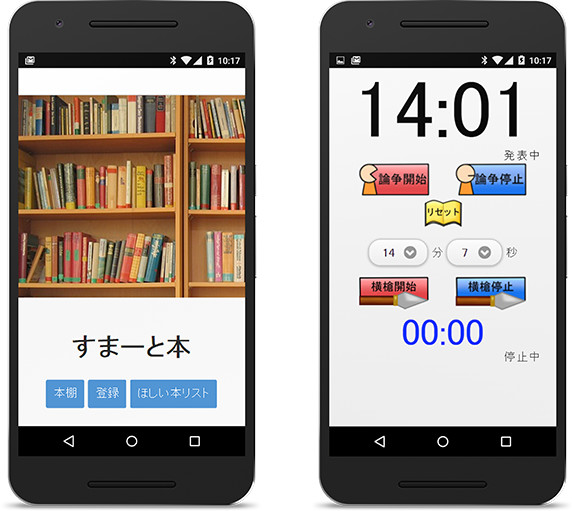 10:17
すまーと本
本棚
登録
ほしい本リスト
10:17
14:01
発表中
論争開始
論争停止
リセット
14
分
7
秒
横槍開始
横槍停止
00:00
停止中